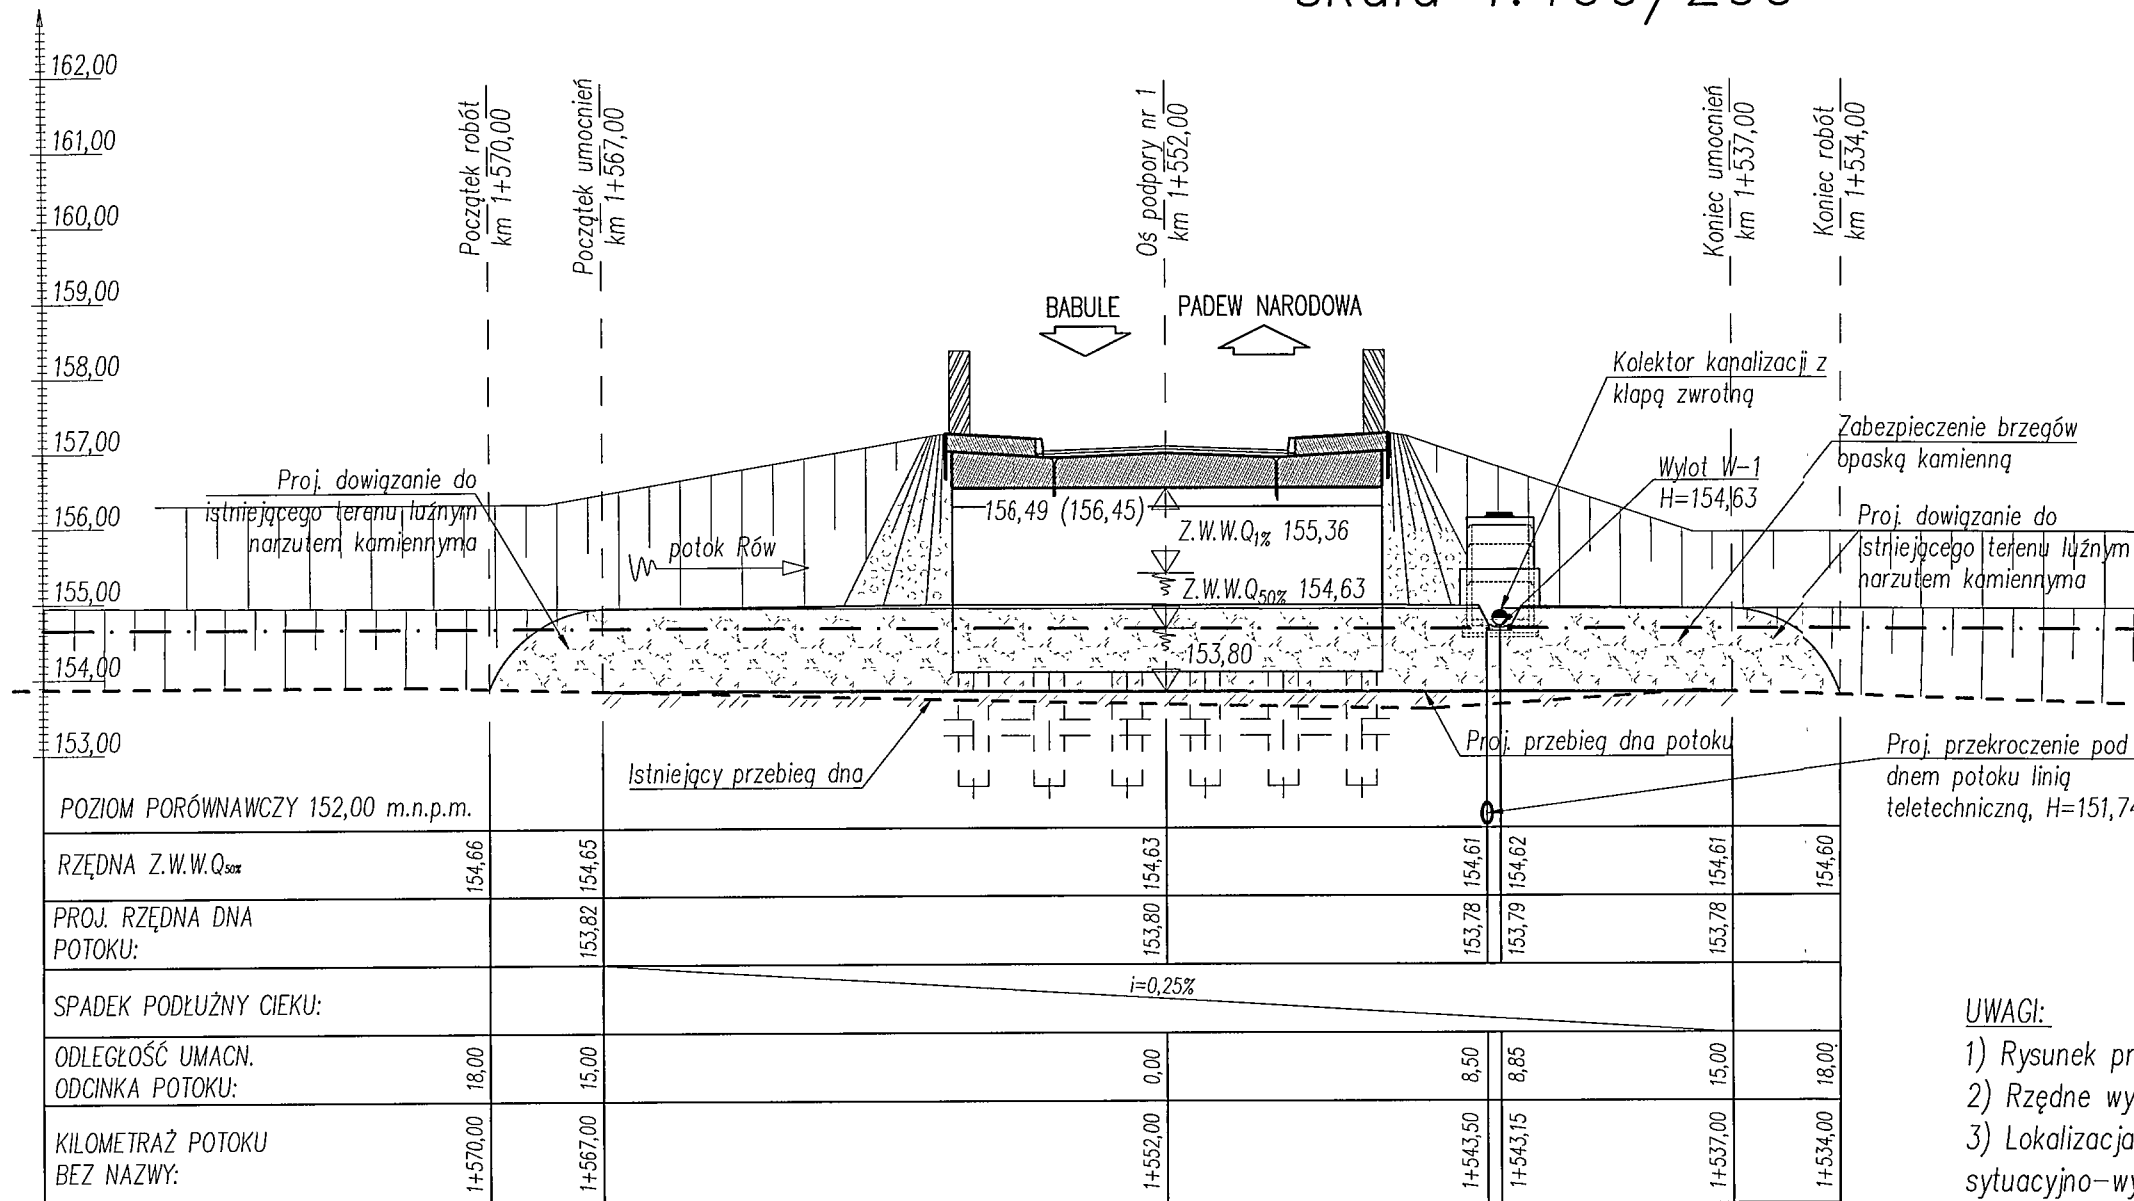 162,00
161,00
160,00
159,00
158,00
157,00
156,00
155,00
154,00
153,00
Początek robót
km 1+570,00
Początek umocnień
km 1+567,00
Oś podpory nr 1
km 1+552,00
Koniec umocnień
km 1+537,00
Koniec robót
km 1+534,00
BABULE
PADEW NARODOWA
Kolektor kanalizacji z
klapą zwrotną
Zabezpieczenie brzegów
opaską kamienną
Wylot W-1
H=154,63
Proj. dowiązanie do
istniejącego terenu luźnym
narzutem kamiennyma
Proj. dowiązanie do
istniejącego terenu luźnym
narzutem kamiennyma
potok Rów
156,49 (156,45)
Z.W.W.Q1% 155,36
Z.W.W.Q50% 154,63
153,80
Istniejący przebieg dna
Proj. przebieg dna potoku
Proj. przekroczenie pod
dnem potoku linią
teletechniczną, H=151,74
POZIOM PORÓWNAWCZY 152,00 m.n.p.m.
RZĘDNA Z.W.W.Q50%
154,66
154,65
154,63
154,61
154,62
154,61
154,60
PROJ. RZĘDNA DNA
POTOKU:
153,82
153,80
153,78
153,79
153,78
SPADEK PODŁUŻNY CIEKU:
i=0,25%
ODLEGŁOŚĆ UMACN.
ODCINKA POTOKU:
18,00
15,00
0,00
8,50
8,85
15,00
18,00
KILOMETRAŻ POTOKU
BEZ NAZWY:
1+570,00
1+567,00
1+552,00
1+543,50
1+543,15
1+537,00
1+534,00
UWAGI:
1) Rysunek pr
2) Rzędne wy
3) Lokalizacja
sytuacyjno-wy